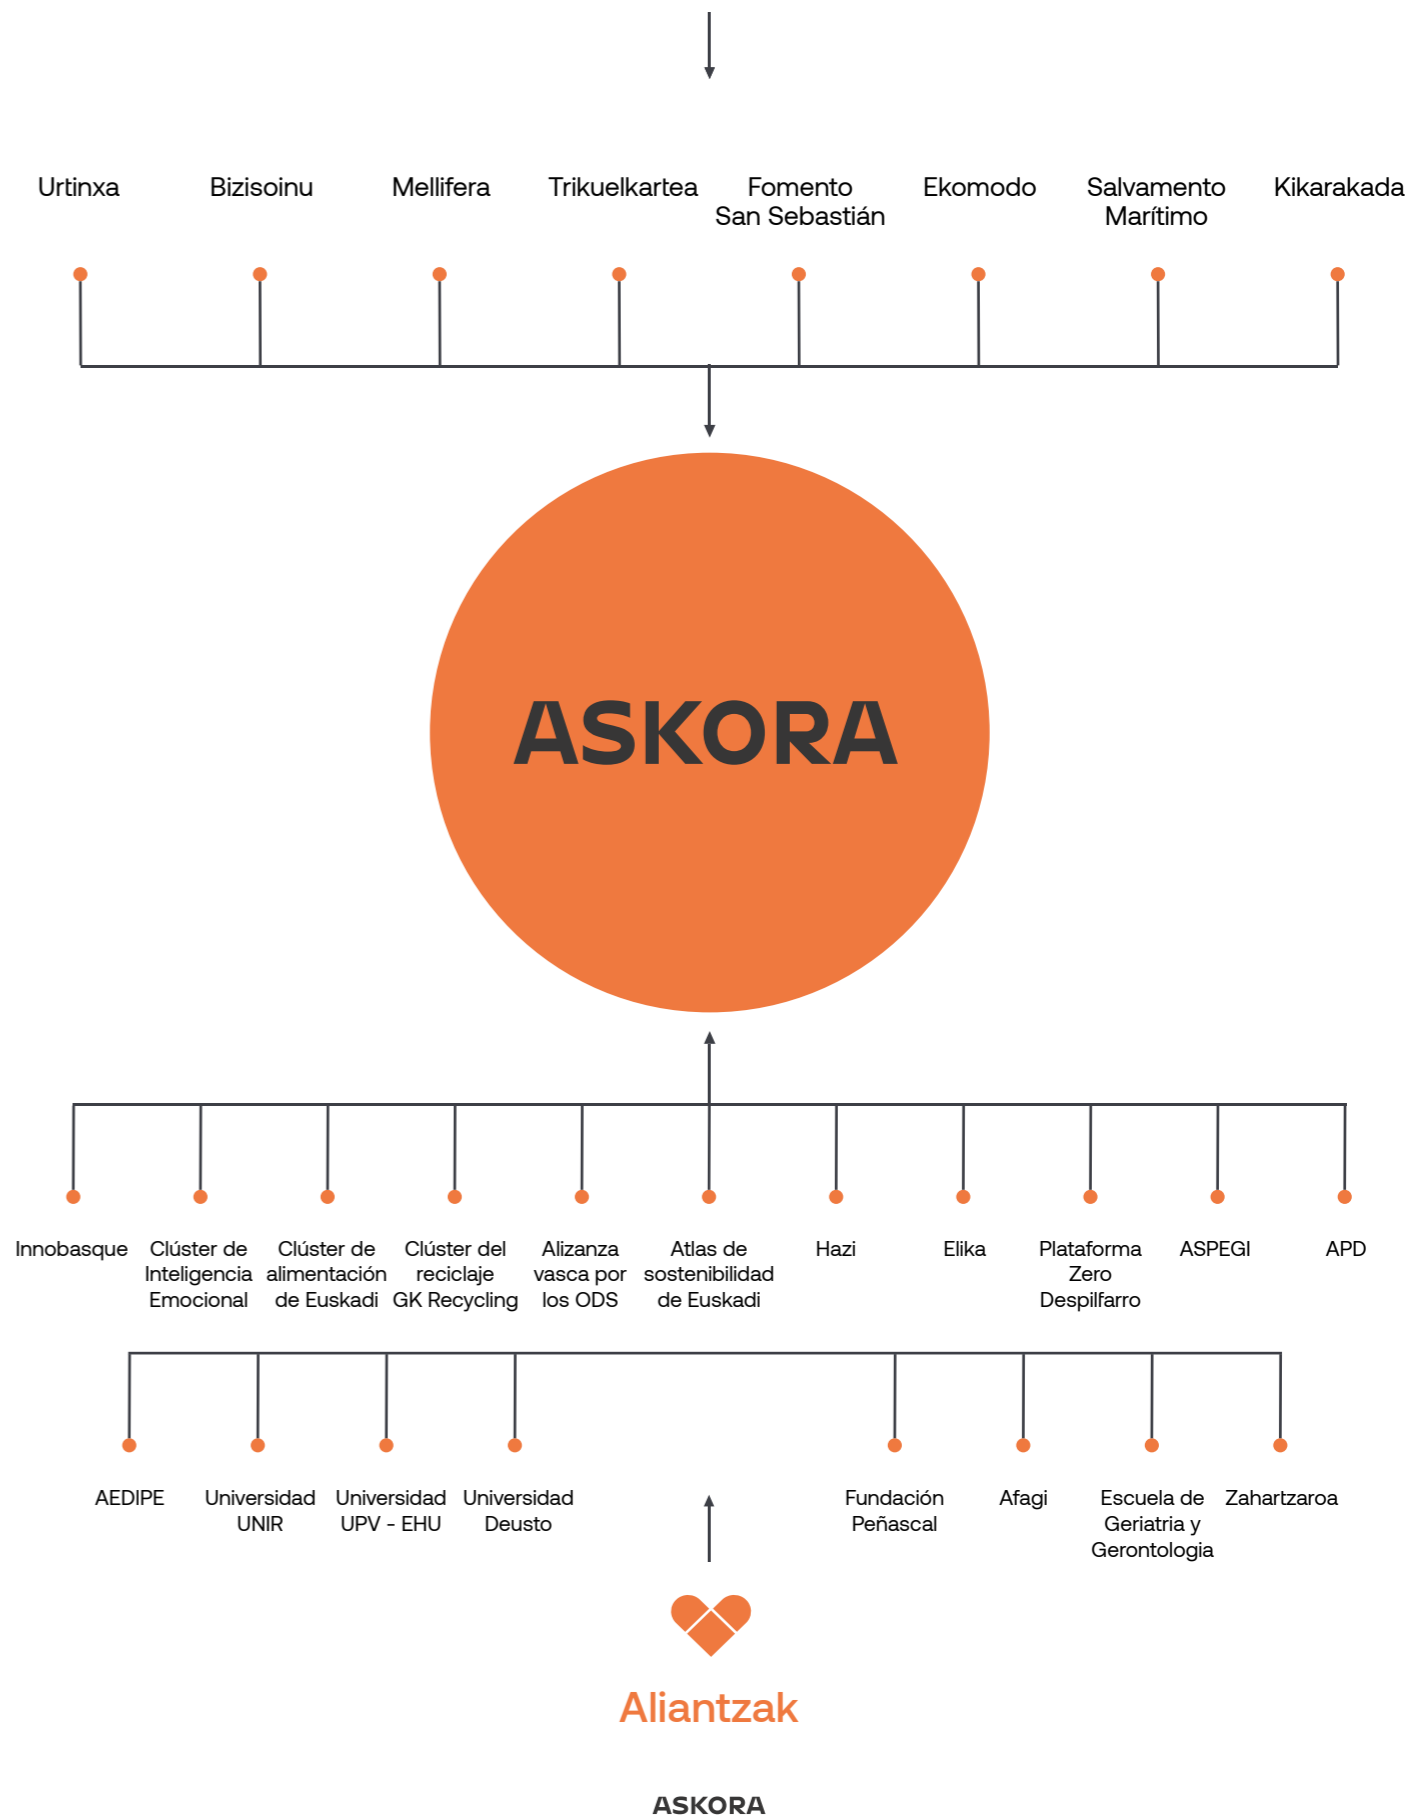 Urtinxa
Bizisoinu
Mellifera
Trikuelkartea
Fomento
San Sebastián
Ekomodo
Salvamento
Marítimo
Kikarakada
ASKORA
Innobasque
Clúster de
Inteligencia
Emocional
Clúster de
alimentación
de Euskadi
Clúster del
reciclaje
GK Recycling
Alizanza
vasca por
los ODS
Atlas de
sostenibilidad
de Euskadi
Hazi
Elika
Plataforma
Zero
Despilfarro
ASPEGI
APD
AEDIPE
Universidad
UNIR
Universidad
UPV - EHU
Universidad
Deusto
Fundación
Peñascal
Afagi
Escuela de
Geriatria y
Gerontologia
Zahartzaroa
Aliantzak
ASKORA